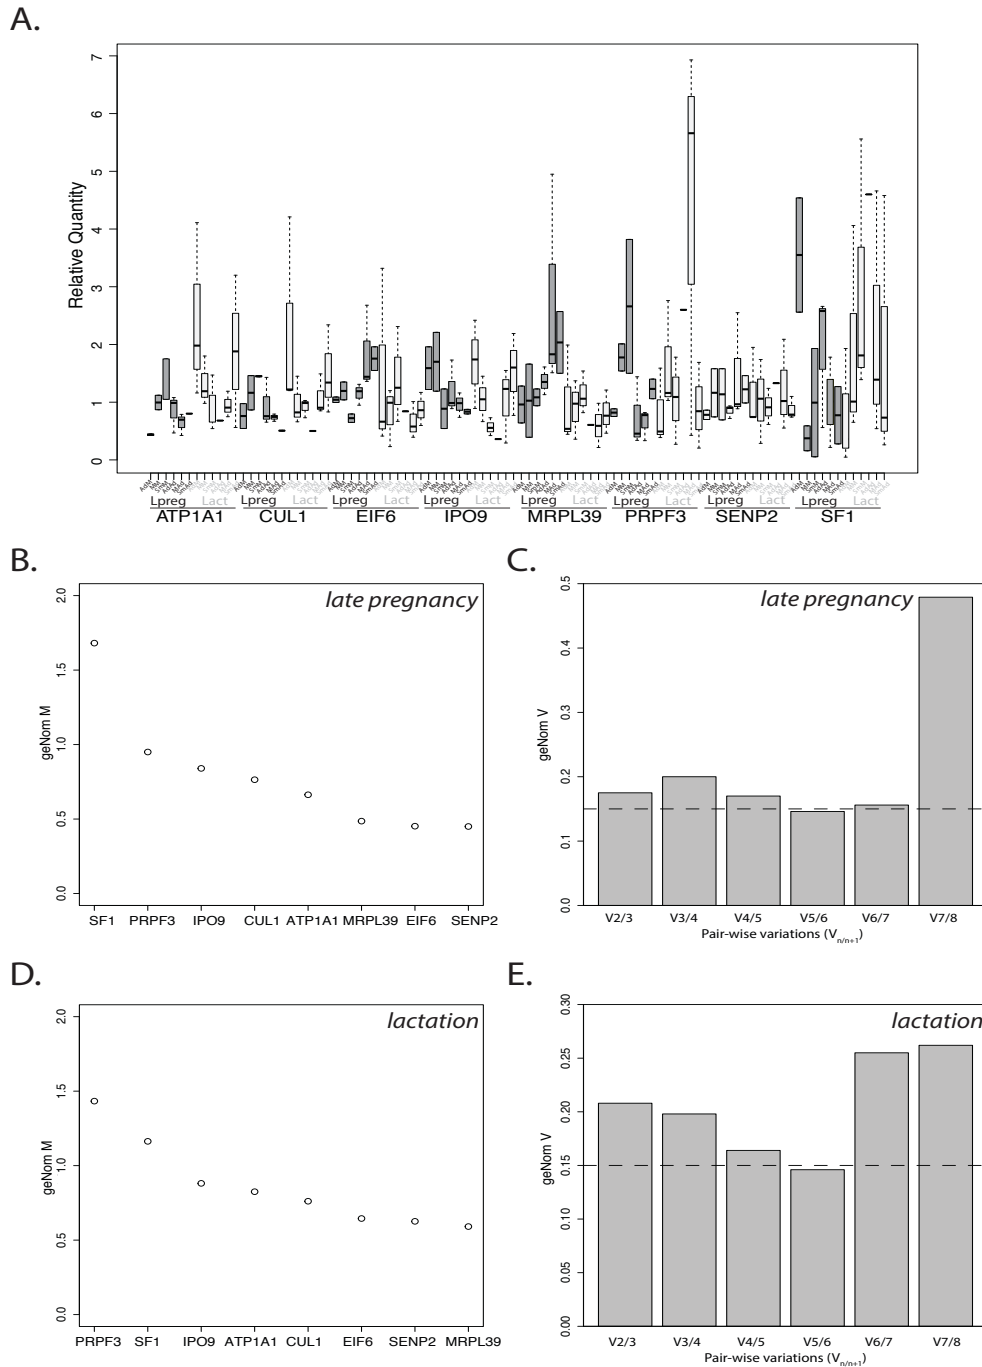 A.
Relative Quantity
7
6
5
4
3
2
1
0
Lpreg Lact Lpreg Lact Lpreg Lact Lpreg Lact Lpreg Lact Lpreg Lact Lpreg Lact Lpreg Lact
ATP1A1 CUL1 EIF6 IPO9 MRPL39 PRPF3 SENP2 SF1
B.
late pregnancy
geNom M
2.0
1.5
1.0
0.5
0.0
SF1 PRPF3 IPO9 CUL1 ATP1A1 MRPL39 EIF6 SENP2
C.
late pregnancy
geNom V
0.5
0.4
0.3
0.2
0.1
0.0
V2/3 V3/4 V4/5 V5/6 V6/7 V7/8
Pair-wise variations (Vn/n+1)
D.
lactation
geNom M
2.0
1.5
1.0
0.5
0.0
PRPF3 SF1 IPO9 ATP1A1 CUL1 EIF6 SENP2 MRPL39
E.
lactation
geNom V
0.30
0.25
0.20
0.15
0.10
0.05
0.00
V2/3 V3/4 V4/5 V5/6 V6/7 V7/8
Pair-wise variations (Vn/n+1)